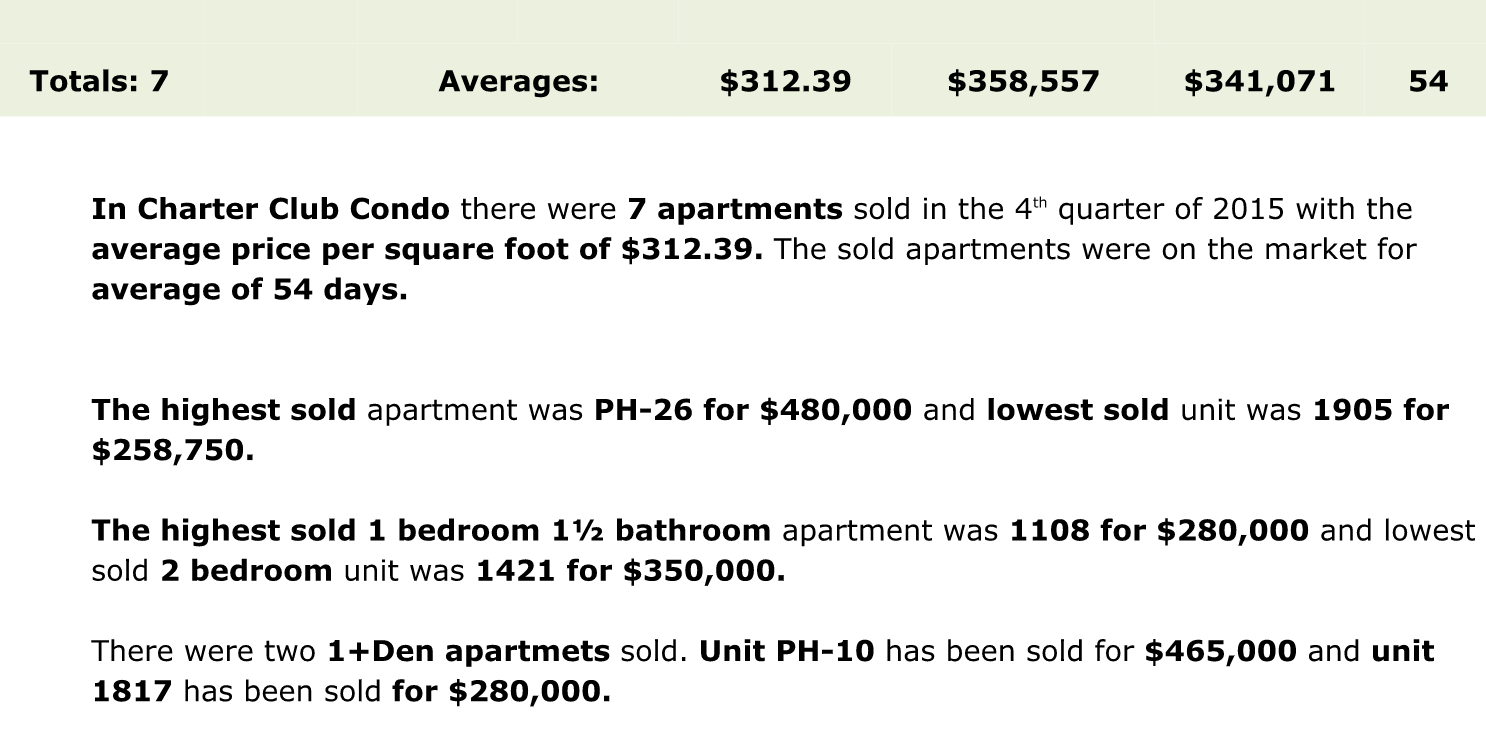 Totals: 7 Averages: $312.39 $358,557 $341,071 54
In Charter Club Condo there were 7 apartments sold in the 4th quarter of 2015 with the
average price per square foot of $312.39. The sold apartments were on the market for
average of 54 days.
The highest sold apartment was PH-26 for $480,000 and lowest sold unit was 1905 for
$258,750.
The highest sold 1 bedroom 1½ bathroom apartment was 1108 for $280,000 and lowest
sold 2 bedroom unit was 1421 for $350,000.
There were two 1+Den apartmets sold. Unit PH-10 has been sold for $465,000 and unit
1817 has been sold for $280,000.